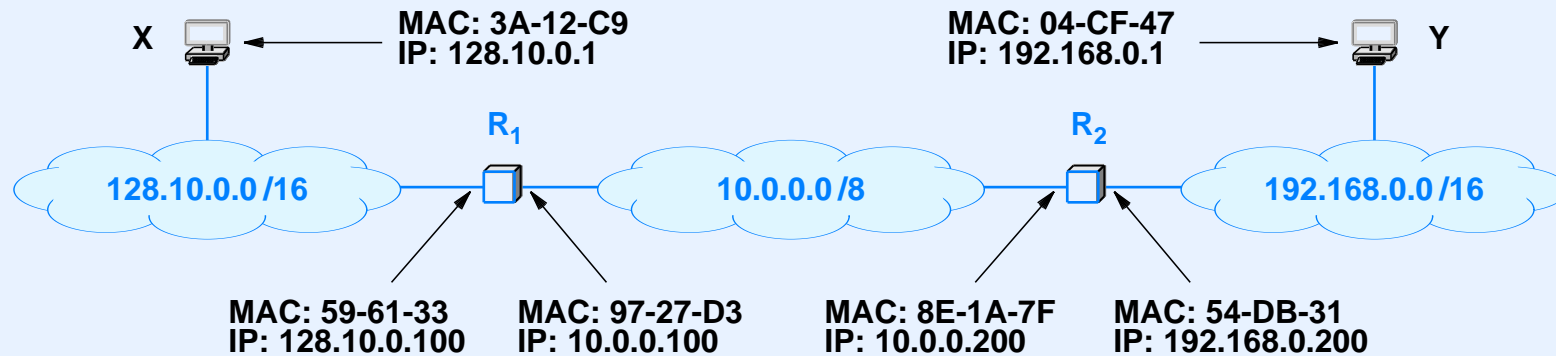 X
MAC: 3A-12-C9
IP: 128.10.0.1
MAC: 04-CF-47
IP: 192.168.0.1
Y
R1
R2
128.10.0.0 /16
10.0.0.0 /8
192.168.0.0 /16
MAC: 59-61-33
IP: 128.10.0.100
MAC: 97-27-D3
IP: 10.0.0.100
MAC: 8E-1A-7F
IP: 10.0.0.200
MAC: 54-DB-31
IP: 192.168.0.200